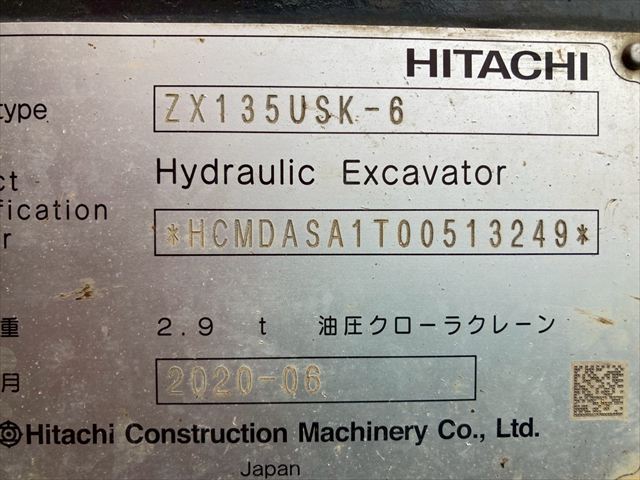 HITACHI
type ZX135USK-6
Hydraulic Excavator
ct
fication
r *HCMDASA1T00513249*
重 2.9 t 油圧クローラクレーン
月 2020-06
Hitachi Construction Machinery Co., Ltd.
Japan